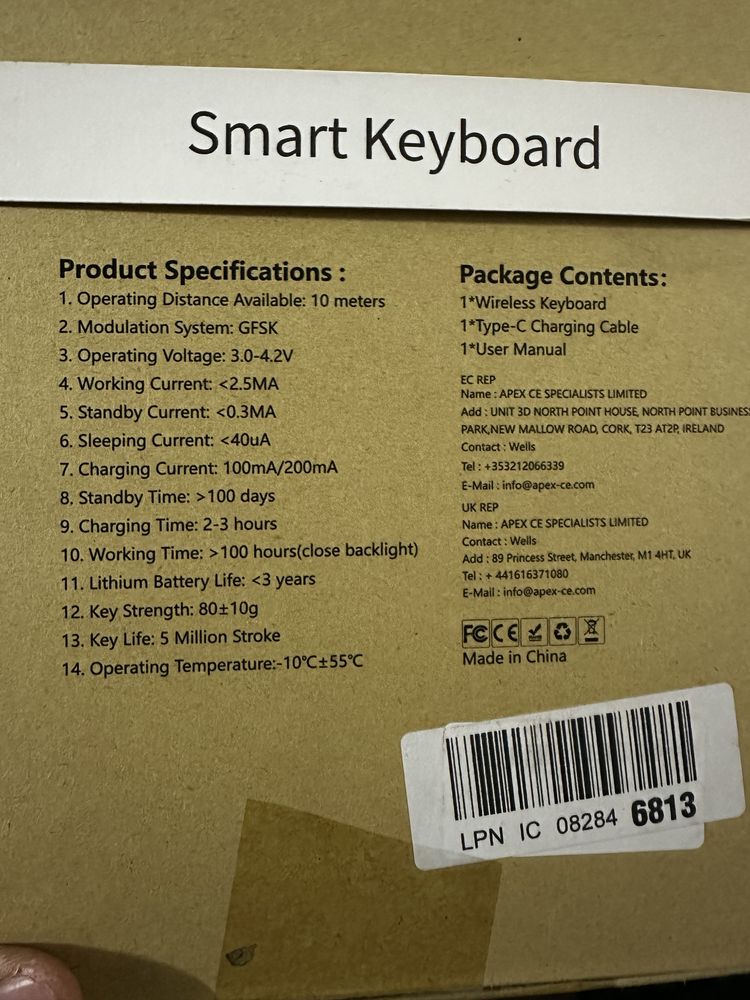 Smart Keyboard
Product Specifications :
1. Operating Distance Available: 10 meters
2. Modulation System: GFSK
3. Operating Voltage: 3.0-4.2V
4. Working Current: <2.5MA
5. Standby Current: <0.3MA
6. Sleeping Current: <40uA
7. Charging Current: 100mA/200mA
8. Standby Time: >100 days
9. Charging Time: 2-3 hours
10. Working Time: >100 hours(close backlight)
11. Lithium Battery Life: <3 years
12. Key Strength: 80±10g
13. Key Life: 5 Million Stroke
14. Operating Temperature:-10℃±55℃
Package Contents:
1*Wireless Keyboard
1*Type-C Charging Cable
1*User Manual
EC REP
Name : APEX CE SPECIALISTS LIMITED
Add : UNIT 3D NORTH POINT HOUSE, NORTH POINT BUSINES
PARK,NEW MALLOW ROAD, CORK, T23 AT2P, IRELAND
Contact : Wells
Tel : +353212066339
E-Mail : info@apex-ce.com
UK REP
Name : APEX CE SPECIALISTS LIMITED
Contact : Wells
Add : 89 Princess Street, Manchester, M1 4HT, UK
Tel : + 441616371080
E-Mail : info@apex-ce.com
FC CE
Made in China
LPN IC 08284 6813